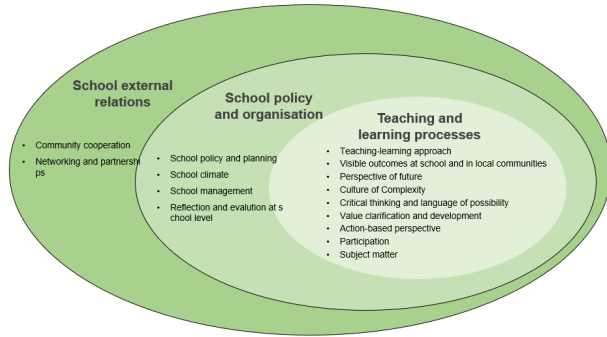 School external
relations
• Community cooperation
• Networking and partnershi
ps
School policy
and organisation
• School policy and planning
• School climate
• School management
• Reflection and evalution at s
chool level
Teaching and
learning processes
• Teaching-learning approach
• Visible outcomes at school and in local communities
• Perspective of future
• Culture of Complexity
• Critical thinking and language of possibility
• Value clarification and development
• Action-based perspective
• Participation
• Subject matter